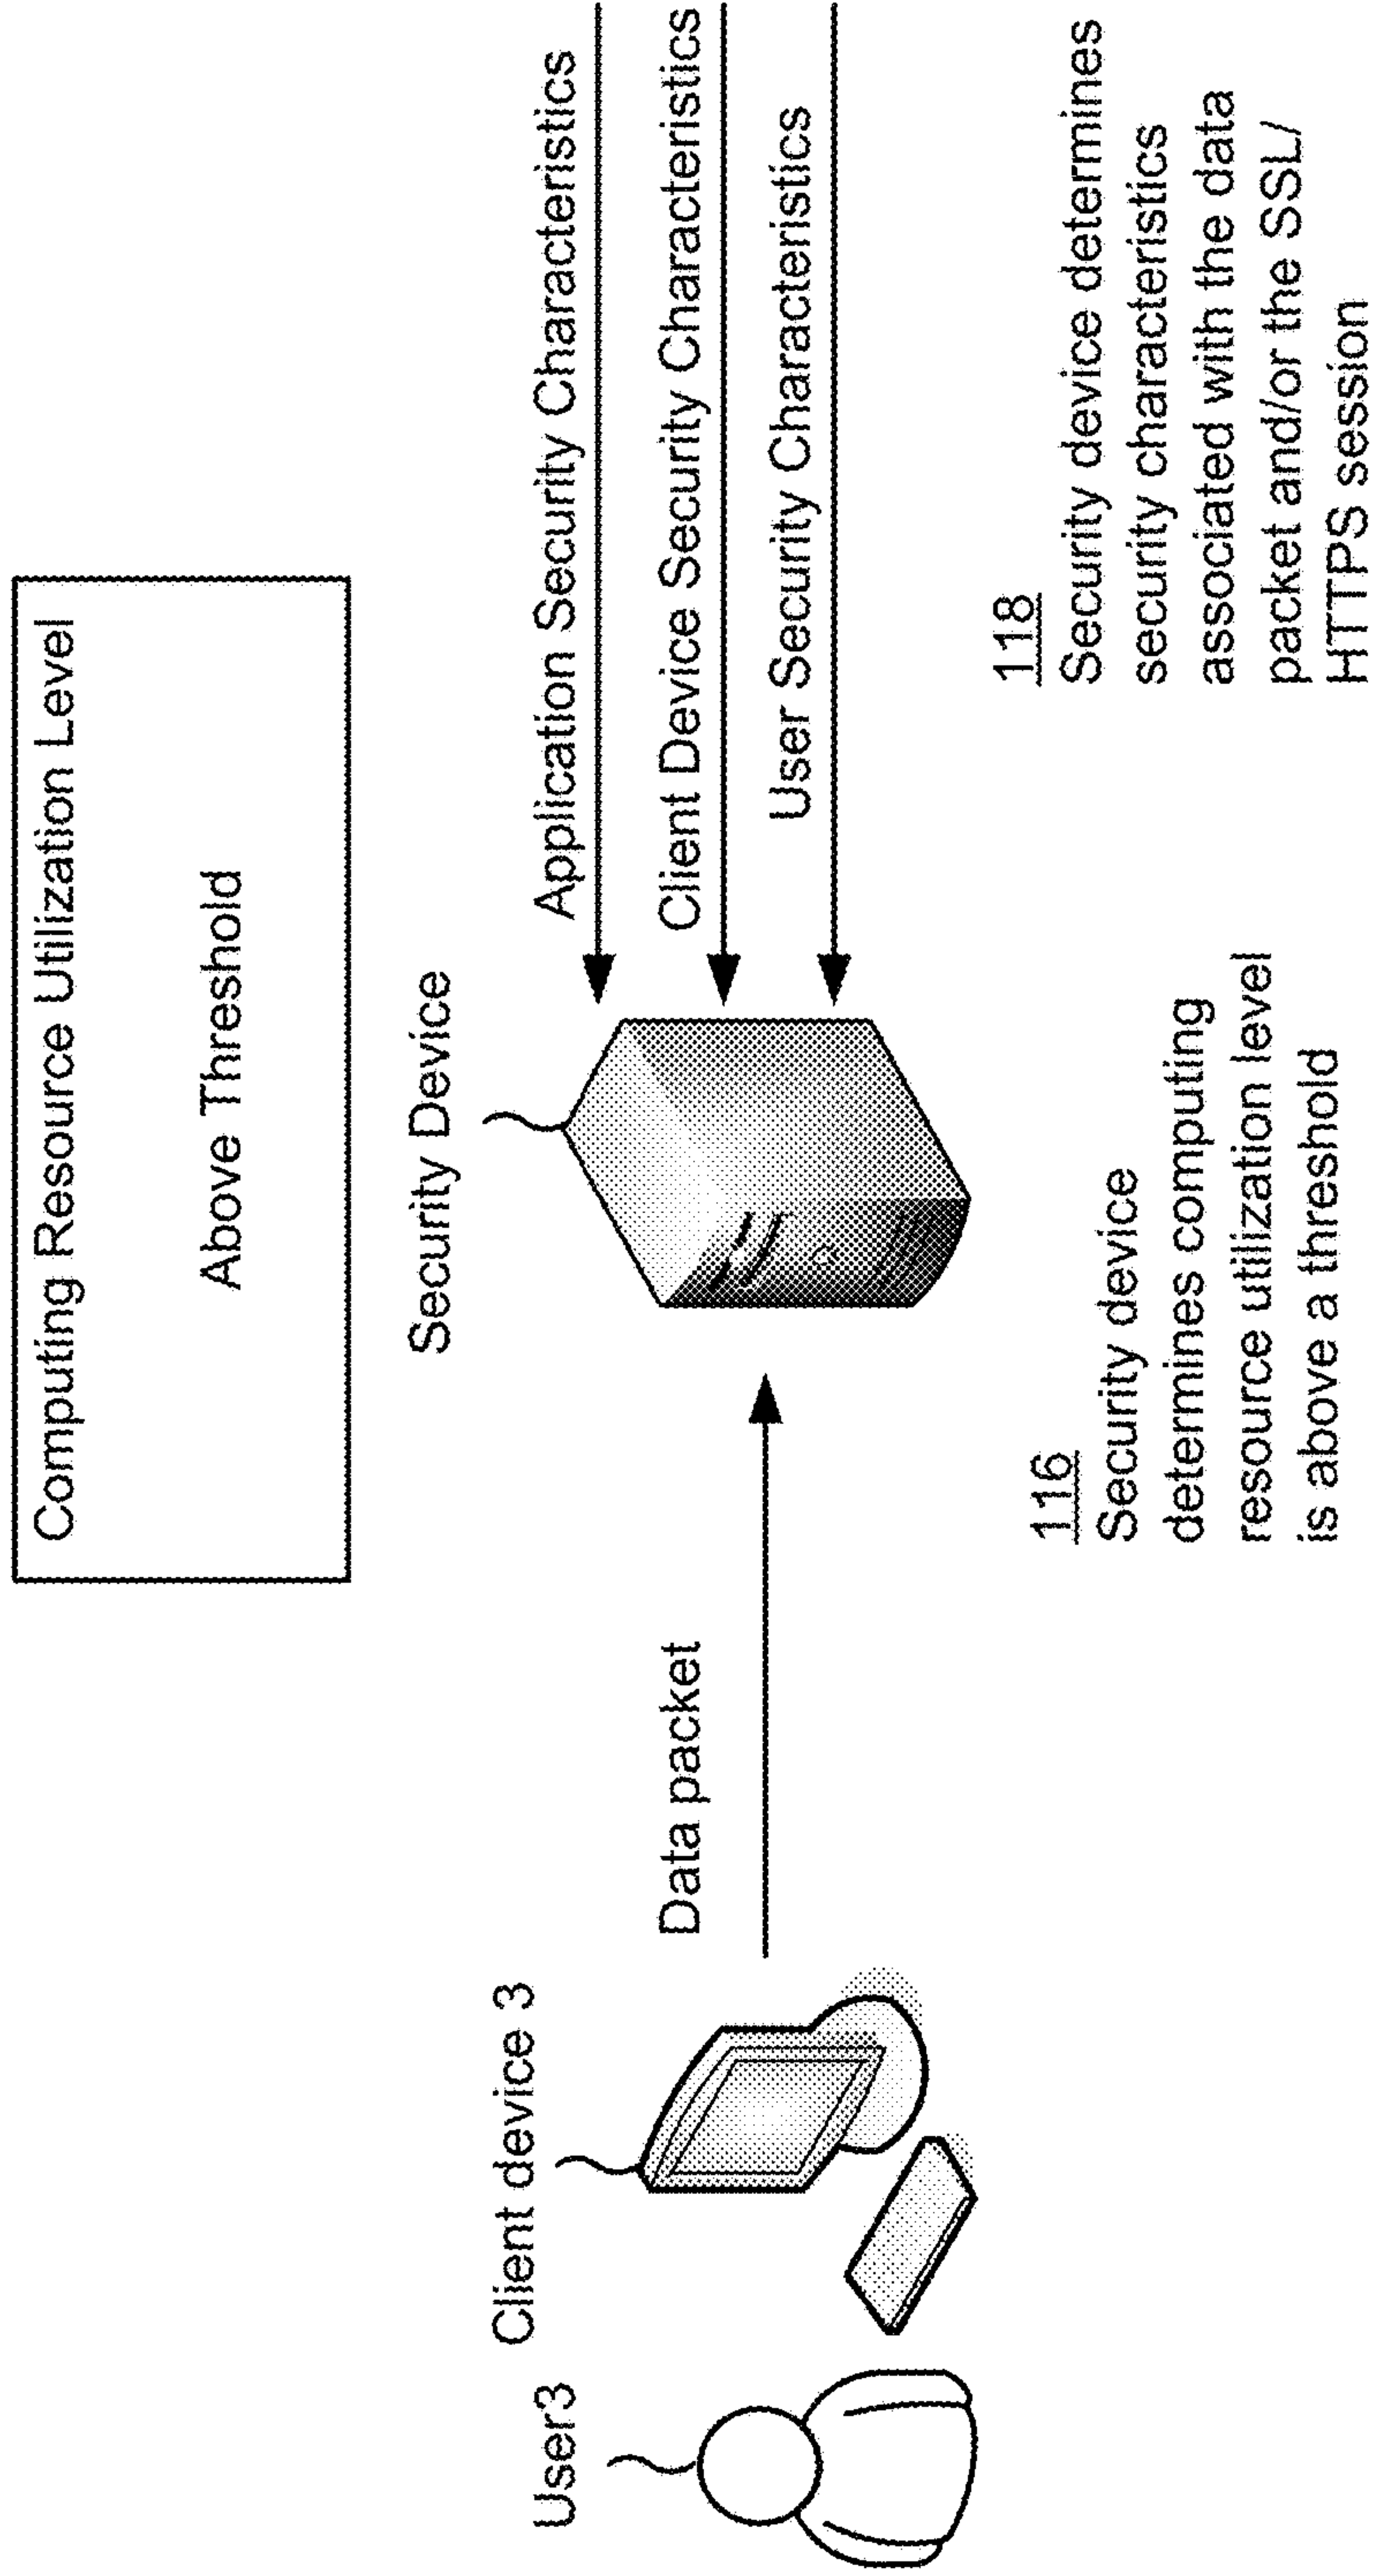 Computing Resource Utilization Level
Above Threshold
Security Device
Application Security Characteristics
Client Device Security Characteristics
User Security Characteristics
Client device 3
User3
Data packet
116
Security device
determines computing
resource utilization level
is above a threshold
118
Security device determines
security characteristics
associated with the data
packet and/or the SSL/
HTTPS session